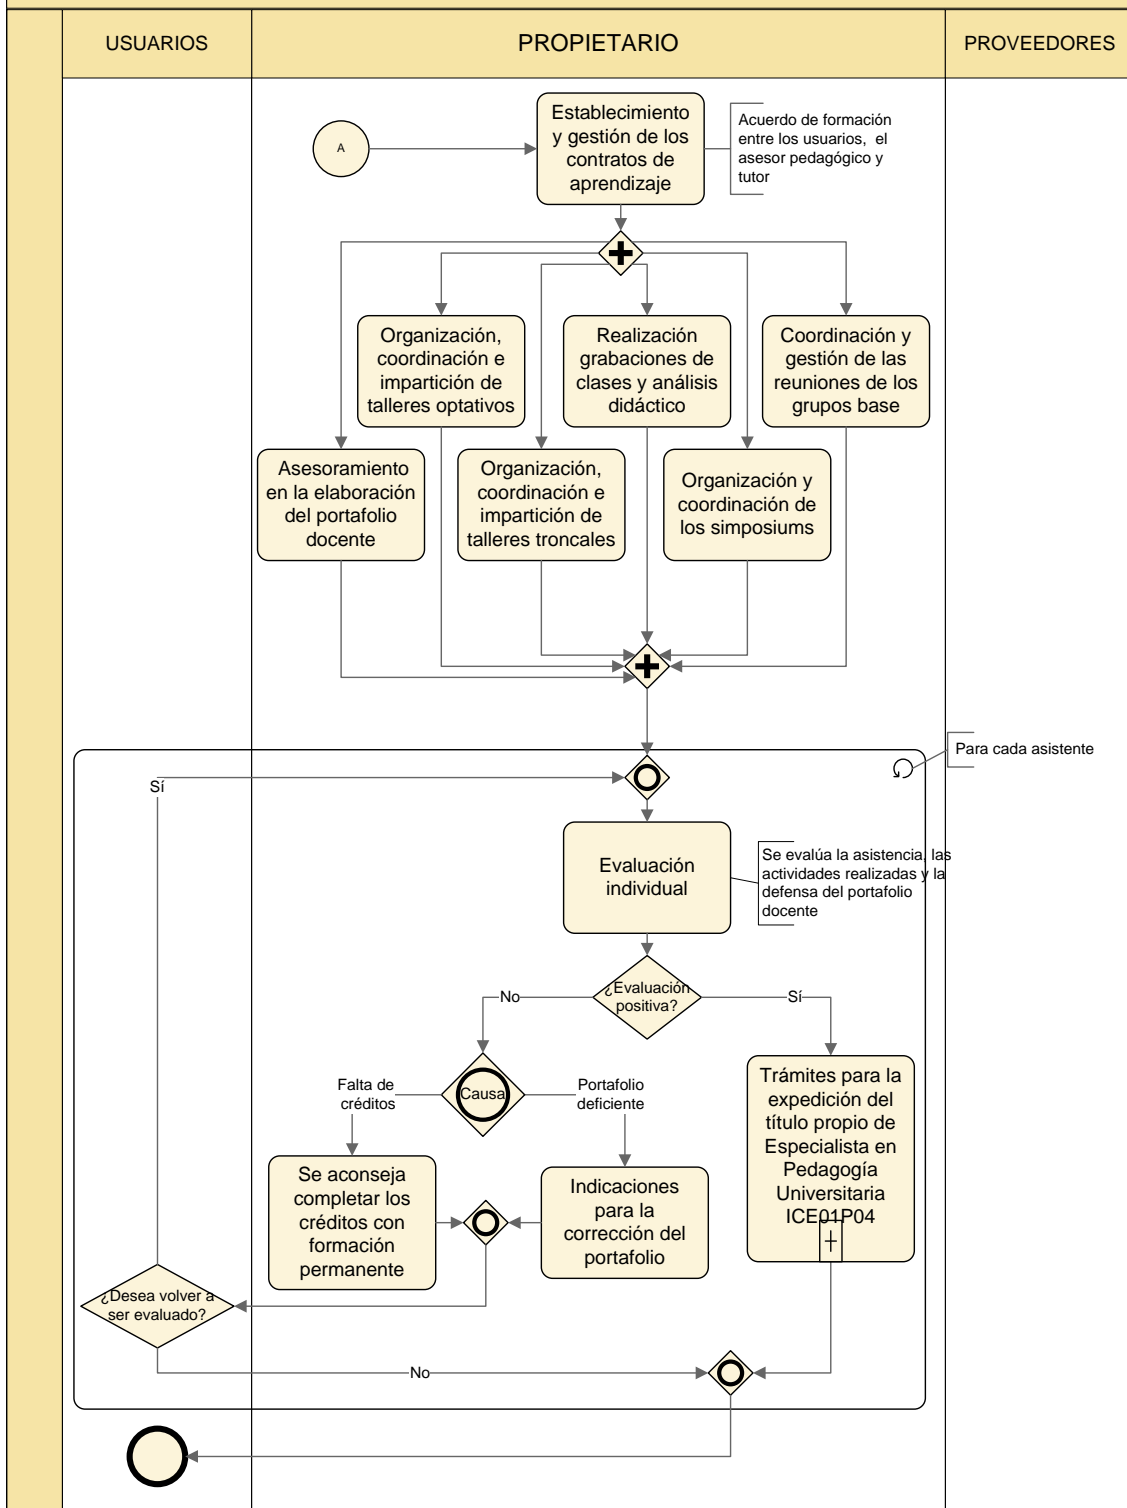 USUARIOS
PROPIETARIO
PROVEEDORES
A
Establecimiento
y gestión de los
contratos de
aprendizaje
Acuerdo de formación
entre los usuarios, el
asesor pedagógico y
tutor
Organización,
coordinación e
impartición de
talleres optativos
Realización
grabaciones de
clases y análisis
didáctico
Coordinación y
gestión de las
reuniones de los
grupos base
Asesoramiento
en la elaboración
del portafolio
docente
Organización,
coordinación e
impartición de
talleres troncales
Organización y
coordinación de
los simposiums
Para cada asistente
Sí
Evaluación
individual
Se evalúa la asistencia, las
actividades realizadas y la
defensa del portafolio
docente
¿Evaluación
positiva?
No
Sí
Causa
Falta de
créditos
Portafolio
deficiente
Trámites para la
expedición del
título propio de
Especialista en
Pedagogía
Universitaria
ICE01P04
Se aconseja
completar los
créditos con
formación
permanente
Indicaciones
para la
corrección del
portafolio
¿Desea volver a
ser evaluado?
No